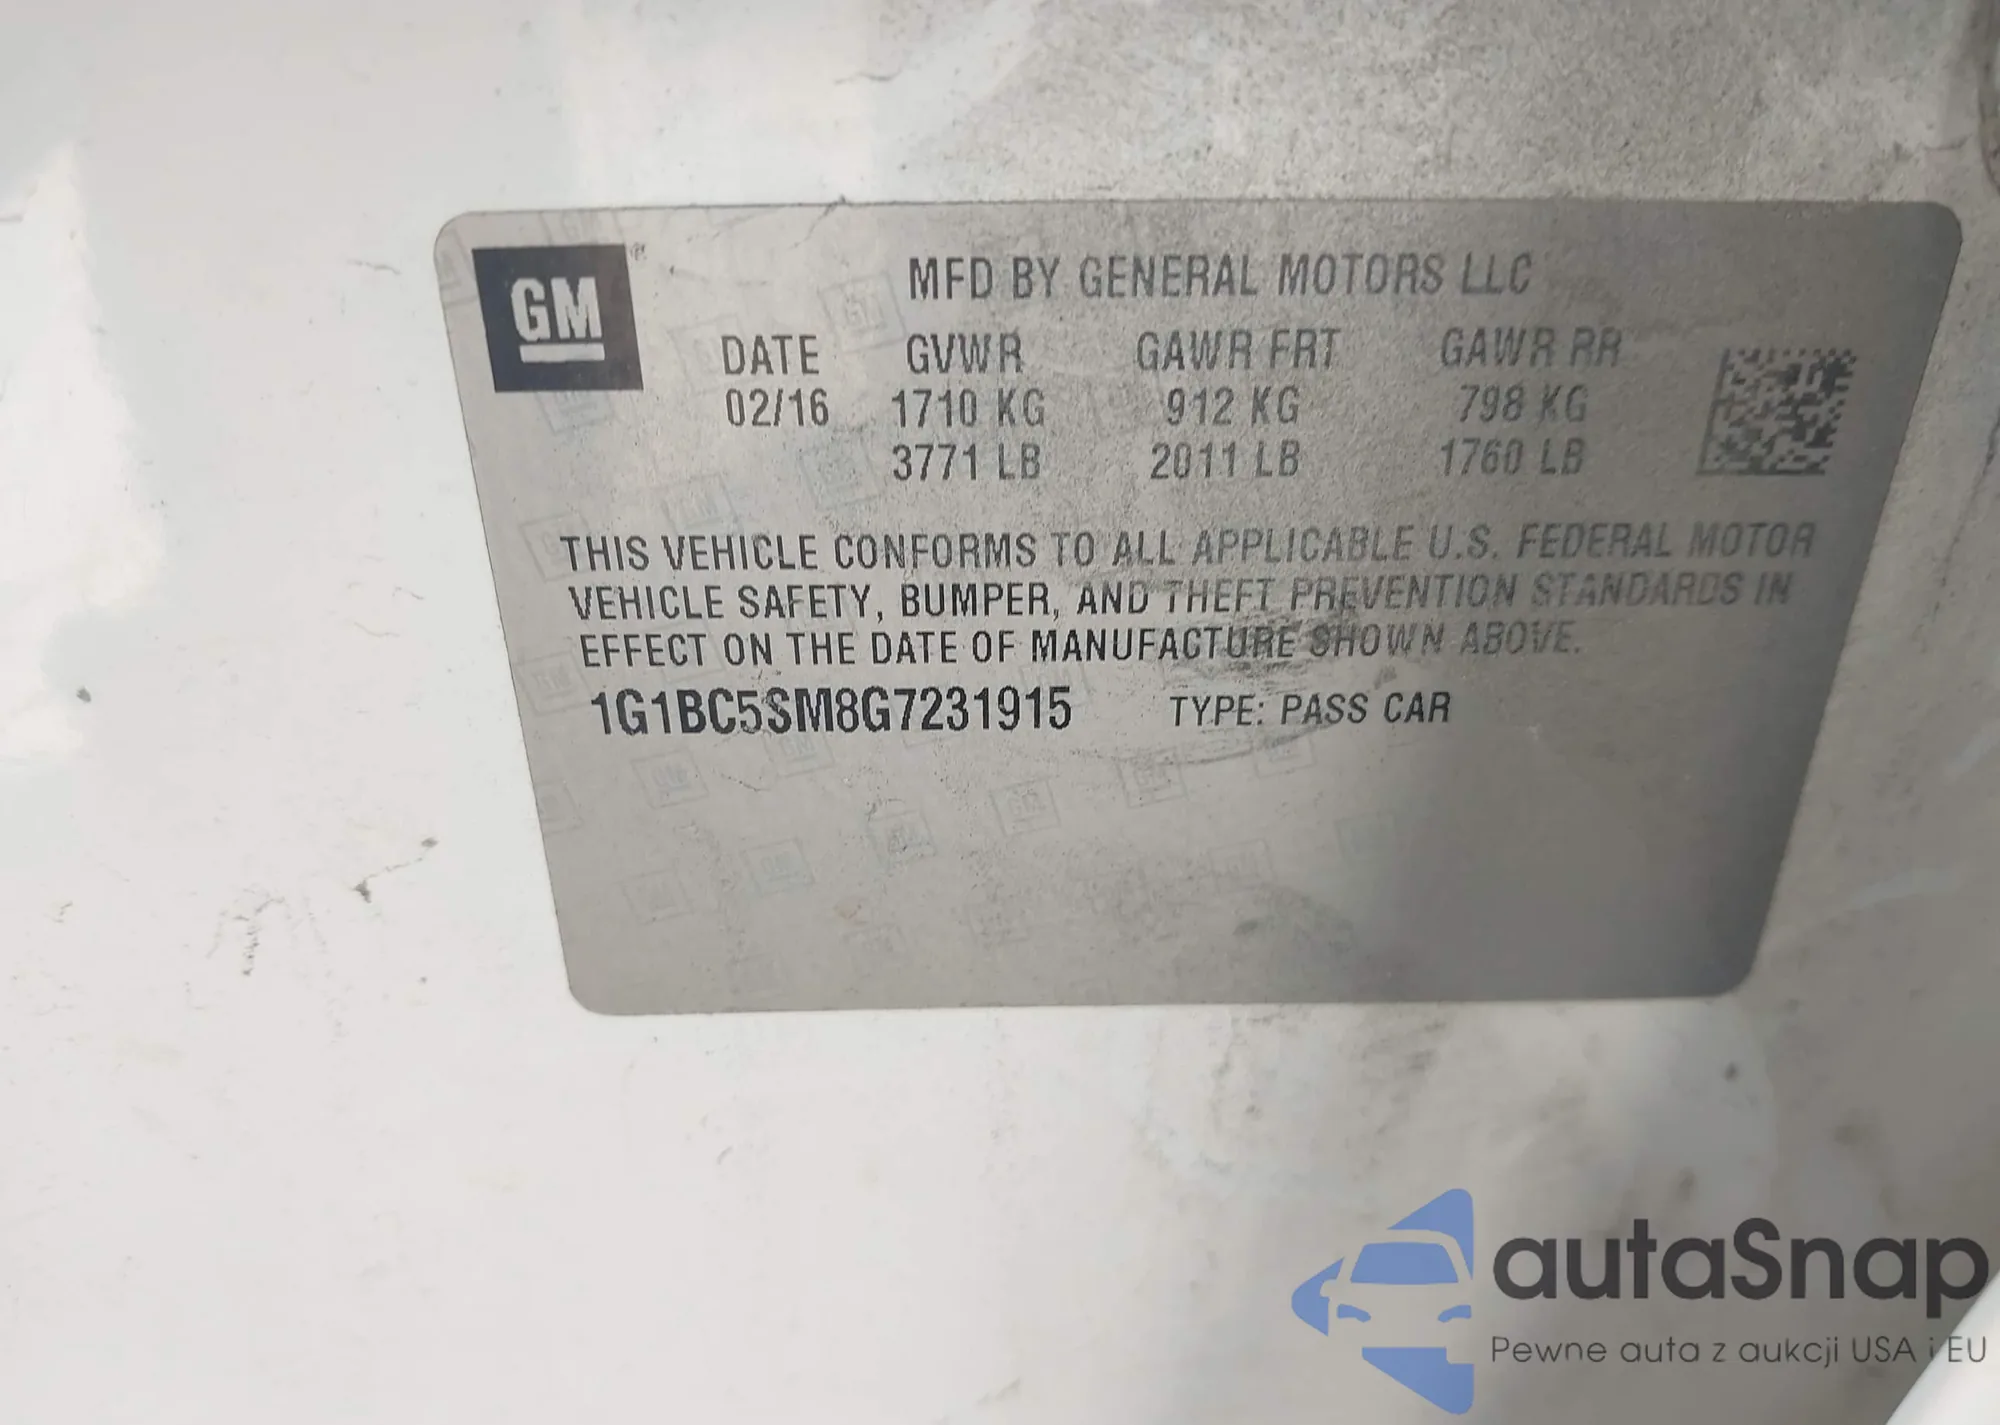 GM
MFD BY GENERAL MOTORS LLC
DATE GVWR GAWR FRT GAWR RR
02/16 1710 KG 912 KG 798 KG
3771 LB 2011 LB 1760 LB
THIS VEHICLE CONFORMS TO ALL APPLICABLE U.S. FEDERAL MOTOR
VEHICLE SAFETY, BUMPER, AND THEFT PREVENTION STANDARDS IN
EFFECT ON THE DATE OF MANUFACTURE SHOWN ABOVE.
1G1BC5SM8G7231915 TYPE: PASS CAR
autaSnap
Pewne auta z aukcji USA i EU